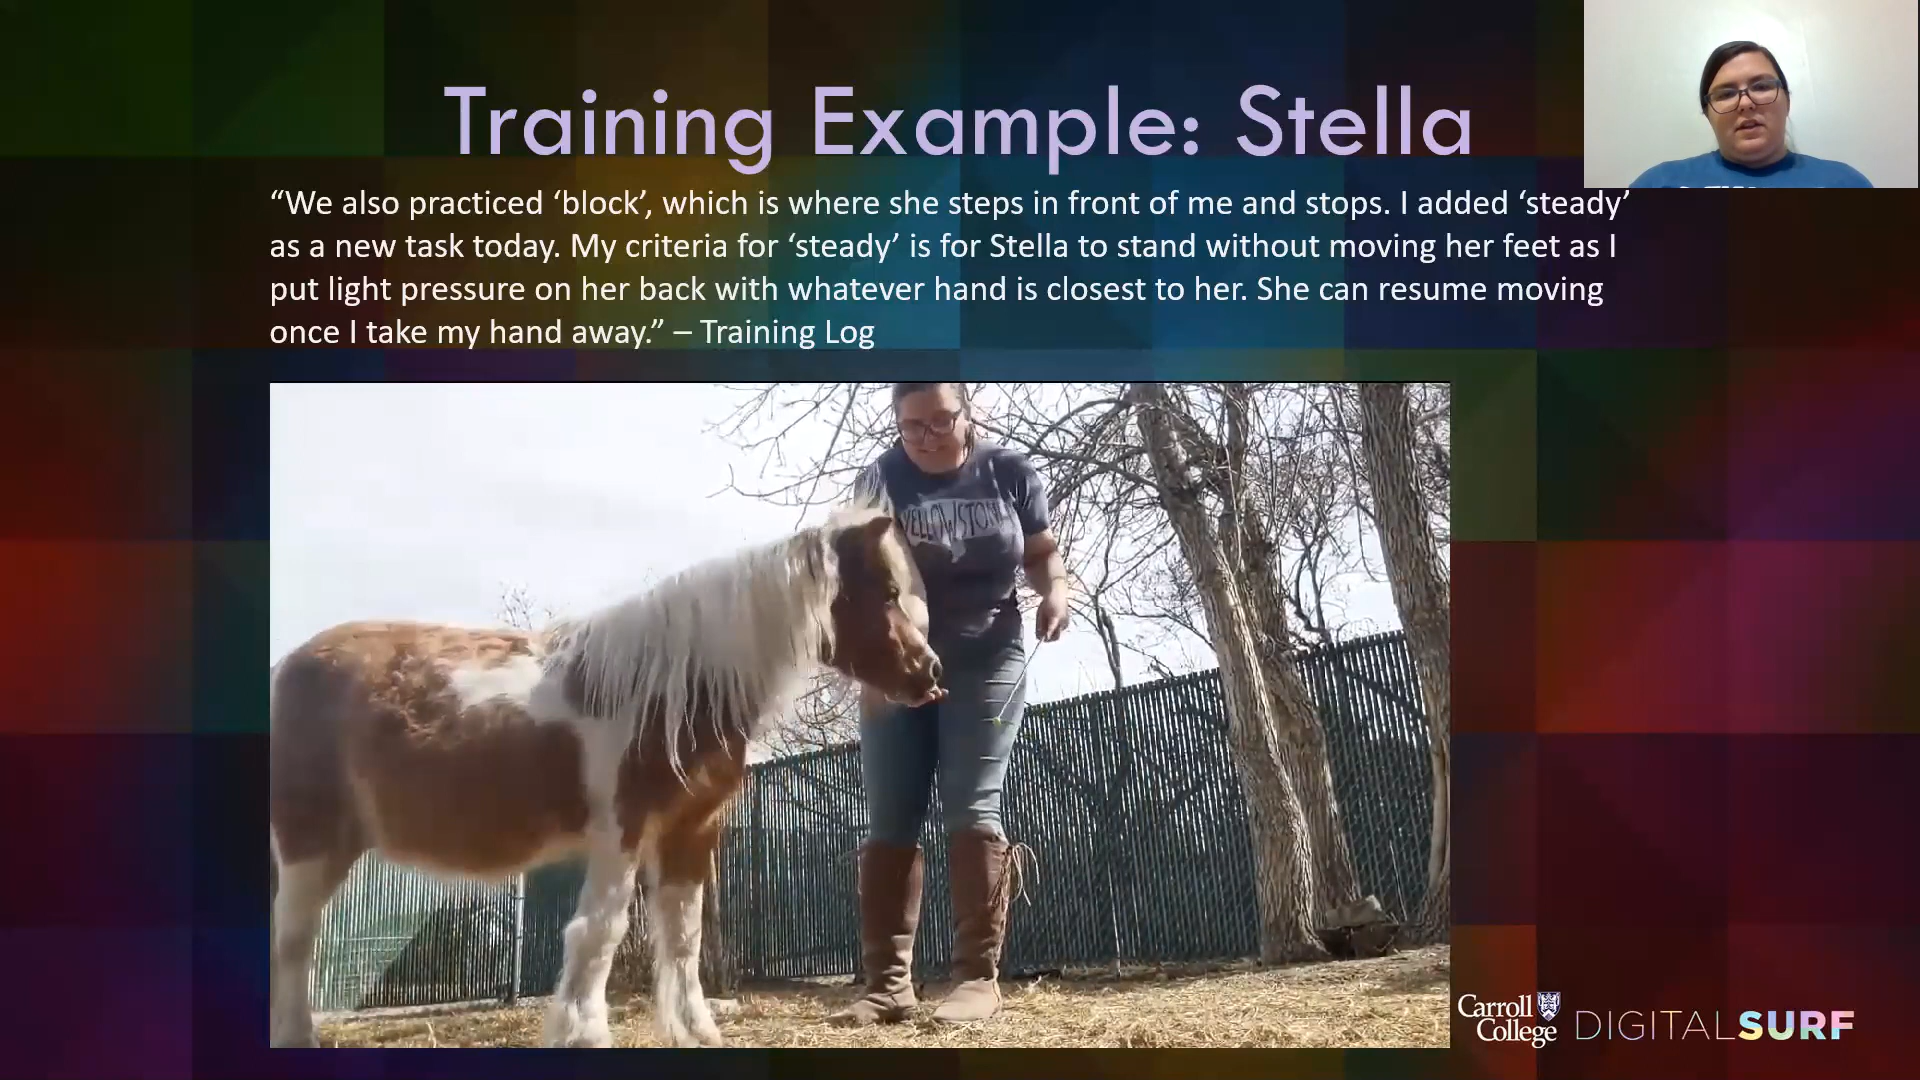 Training Example: Stella
“We also practiced ‘block’, which is where she steps in front of me and stops. I added ‘steady’
as a new task today. My criteria for ‘steady’ is for Stella to stand without moving her feet as I
put light pressure on her back with whatever hand is closest to her. She can resume moving
once I take my hand away.” – Training Log
YELLOWSTONE
Carroll
College
DIGITALSURF